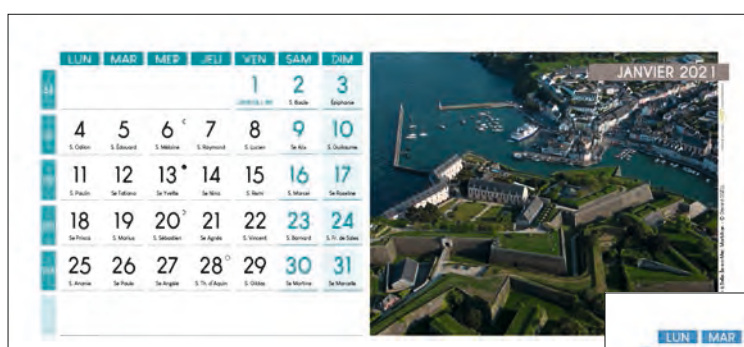 LUN MAR MER JEU VEN SAM DIM
JANVIER 2021
1 2 3
S. Basile Épiphanie
4 5 6 7 8 9 10
S. Odilon S. Édouard S. Mélaine S. Raymond S. Lucien Se Alix S. Guillaume
11 12 13 14 15 16 17
S. Paulin Se Tatiana Se Yvette Se Nina S. Remi S. Marcel Se Roseline
18 19 20 21 22 23 24
Se Prisca S. Marius S. Sébastien Se Agnès S. Vincent S. Barnard S. Fr. de Sales
25 26 27 28 29 30 31
S. Ananie Se Paule Se Angèle S. Th. d'Aquin S. Gildas Se Martine Se Marcelle
LUN MAR